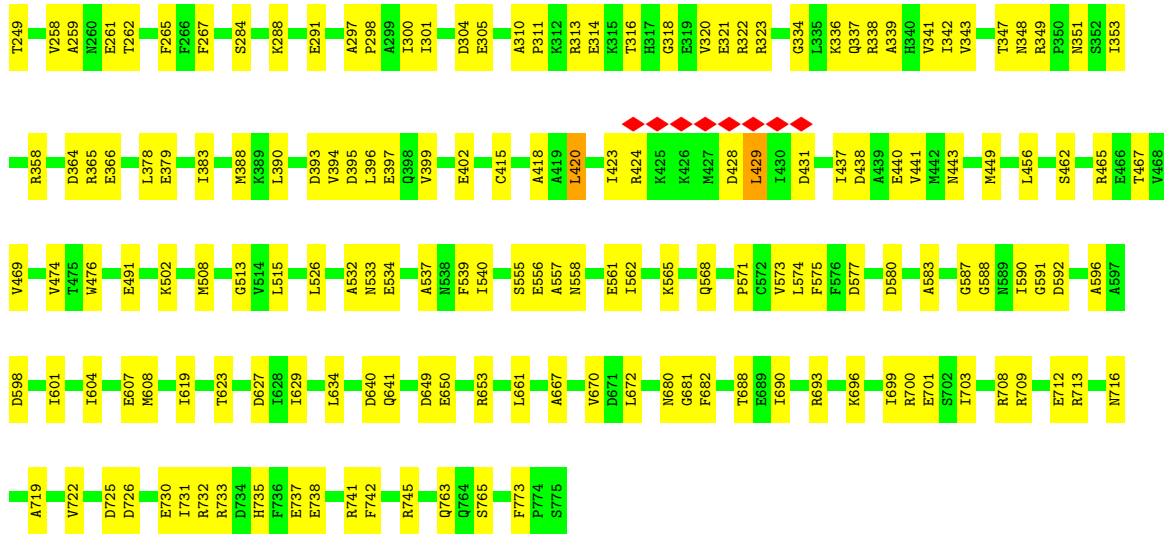 T249 V258 A259 N260 E261 T262 F265 F266 F267 S284 K288 E291 A297 P298 A299 I300 I301 D304 E305 A310 P311 K312 R313 E314 K315 T316 H317 G318 E319 V320 E321 R322 R323 G334 L335 K336 Q337 R338 A339 H340 V341 I342 V343 T347 N348 R349 P350 N351 S352 I353
R358 D364 R365 E366 L378 E379 I383 M388 K389 L390 D393 V394 D395 L396 E397 Q398 V399 E402 C415 A418 A419 L420 I423 R424 K425 K426 M427 D428 L429 I430 D431 I437 D438 A439 E440 V441 M442 N443 M449 L456 S462 R465 E466 T467 V468
V469 V474 T475 W476 E491 K502 M508 G513 V514 L515 L526 A532 N533 E534 A537 N538 F539 I540 S555 E556 A557 N558 E561 I562 K565 Q568 P571 C572 V573 L574 F575 F576 D577 D580 A583 G587 G588 N589 I590 G591 D592 A596 A597
D598 I601 I604 E607 M608 I619 T623 D627 I628 I629 L634 D640 Q641 D649 E650 R653 L661 A667 V670 D671 L672 N680 G681 F682 T688 E689 I690 R693 K696 I699 R700 E701 S702 I703 R708 R709 E712 R713 N716
A719 V722 D725 D726 E730 I731 R732 R733 D734 H735 F736 E737 E738 R741 F742 R745 Q763 Q764 S765 F773 P774 S775